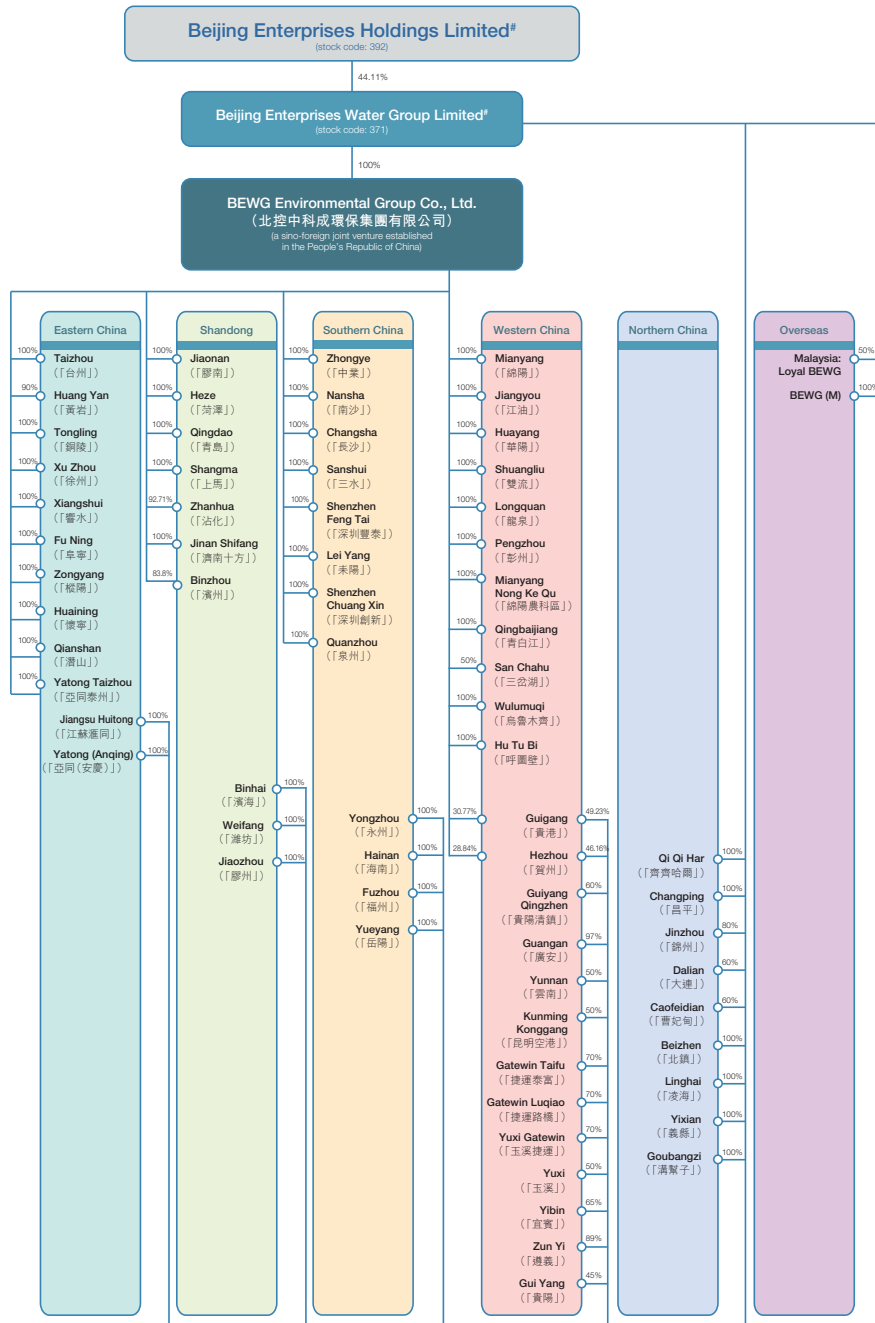 Beijing Enterprises Holdings Limited#
(stock code: 392)
44.11%
Beijing Enterprises Water Group Limited#
(stock code: 371)
100%
BEWG Environmental Group Co., Ltd.
(北控中科成環保集團有限公司)
(a sino-foreign joint venture established
in the People's Republic of China)
Eastern China
100%
Taizhou
(「台州」)
90%
Huang Yan
(「黃岩」)
100%
Tongling
(「銅陵」)
100%
Xu Zhou
(「徐州」)
100%
Xiangshui
(「響水」)
100%
Fu Ning
(「阜寧」)
100%
Zongyang
(「樅陽」)
100%
Huaining
(「懷寧」)
100%
Qianshan
(「潛山」)
100%
Yatong Taizhou
(「亞同泰州」)
Jiangsu Huitong
100%
(「江蘇滙同」)
Yatong (Anqing)
100%
(「亞同(安慶)」)
Shandong
100%
Jiaonan
(「膠南」)
100%
Heze
(「菏澤」)
100%
Qingdao
(「青島」)
100%
Shangma
(「上馬」)
92.71%
Zhanhua
(「沾化」)
100%
Jinan Shifang
(「濟南十方」)
83.8%
Binzhou
(「濱州」)
Binhai
100%
(「濱海」)
Weifang
100%
(「濰坊」)
Jiaozhou
100%
(「膠州」)
Southern China
100%
Zhongye
(「中業」)
100%
Nansha
(「南沙」)
100%
Changsha
(「長沙」)
100%
Sanshui
(「三水」)
100%
Shenzhen
Feng Tai
(「深圳豐泰」)
100%
Lei Yang
(「耒陽」)
100%
Shenzhen
Chuang Xin
(「深圳創新」)
100%
Quanzhou
(「泉州」)
Yongzhou
100%
(「永州」)
Hainan
100%
(「海南」)
Fuzhou
100%
(「福州」)
Yueyang
100%
(「岳陽」)
Western China
100%
Mianyang
(「綿陽」)
100%
Jiangyou
(「江油」)
100%
Huayang
(「華陽」)
100%
Shuangliu
(「雙流」)
100%
Longquan
(「龍泉」)
100%
Pengzhou
(「彭州」)
100%
Mianyang
Nong Ke Qu
(「綿陽農科區」)
100%
Qingbaijiang
(「青白江」)
50%
San Chahu
(「三岔湖」)
100%
Wulumuqi
(「烏魯木齊」)
100%
Hu Tu Bi
(「呼圖壁」)
30.77%
Guigang
49.23%
(「貴港」)
28.84%
Hezhou
46.16%
(「賀州」)
Guiyang
60%
Qingzhen
(「貴陽清鎮」)
Guangan
97%
(「廣安」)
Yunnan
50%
(「雲南」)
Kunming
50%
Konggang
(「昆明空港」)
Gatewin Taifu
70%
(「捷運泰富」)
Gatewin Luqiao
70%
(「捷運路橋」)
Yuxi Gatewin
70%
(「玉溪捷運」)
Yuxi
50%
(「玉溪」)
Yibin
65%
(「宜賓」)
Zun Yi
89%
(「遵義」)
Gui Yang
45%
(「貴陽」)
Northern China
Qi Qi Har
100%
(「齊齊哈爾」)
Changping
100%
(「昌平」)
Jinzhou
80%
(「錦州」)
Dalian
60%
(「大連」)
Caofeidian
60%
(「曹妃甸」)
Beizhen
100%
(「北鎮」)
Linghai
100%
(「凌海」)
Yixian
100%
(「義縣」)
Goubangzi
100%
(「溝幫子」)
Overseas
Malaysia:
50%
Loyal BEWG
BEWG (M)
100%